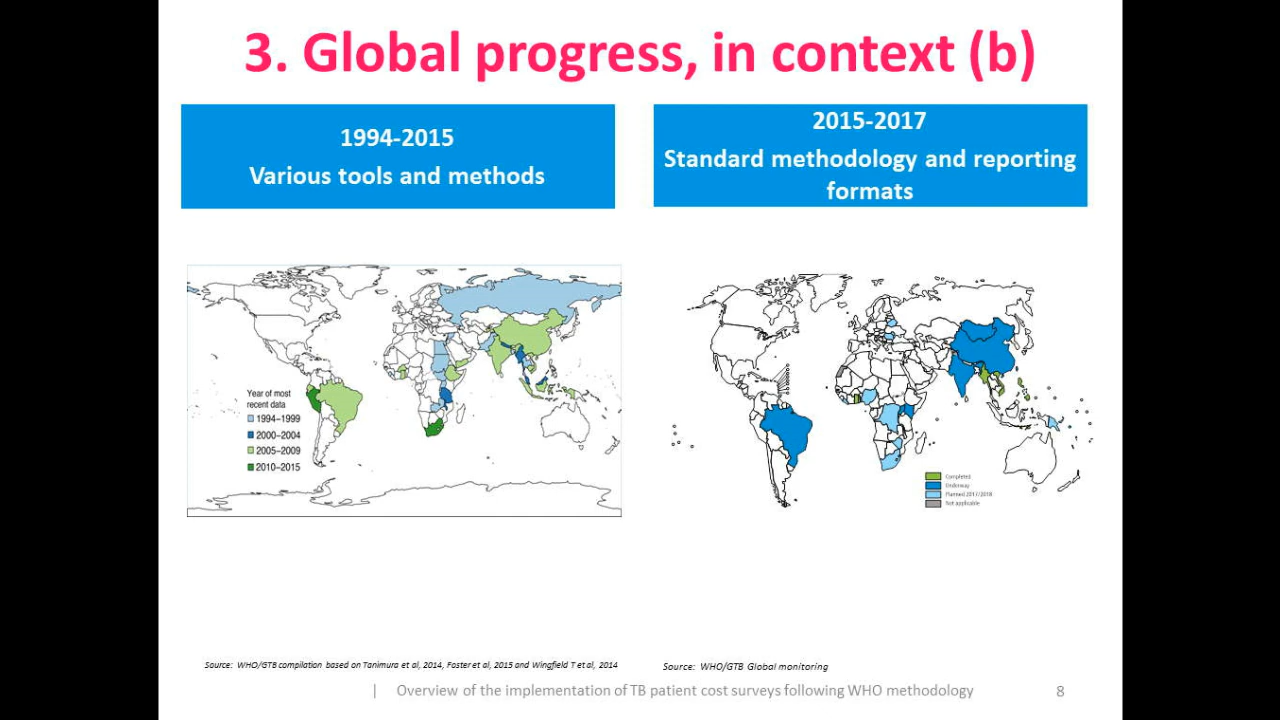 3. Global progress, in context (b)
1994-2015
Various tools and methods
2015-2017
Standard methodology and reporting
formats
Year of most
recent data
1994–1999
2000–2004
2005–2009
2010–2015
Completed
Underway
Planned 2017/2018
Not applicable
Source: WHO/GTB compilation based on Tanimura et al, 2014, Foster et al, 2015 and Wingfield T et al, 2014
Source: WHO/GTB Global monitoring
| Overview of the implementation of TB patient cost surveys following WHO methodology
8